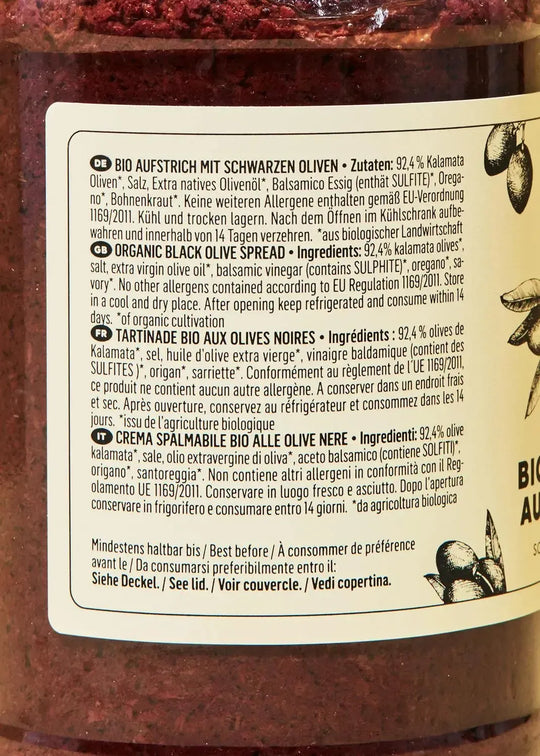 DE BIO AUFSTRICH MIT SCHWARZEN OLIVEN • Zutaten: 92,4 % Kalamata
Oliven*, Salz, Extra natives Olivenöl*, Balsamico Essig (enthät SULFITE)*, Orega-
no*, Bohnenkraut*. Keine weiteren Allergene enthalten gemäß EU-Verordnung
1169/2011. Kühl und trocken lagern. Nach dem Öffnen im Kühlschrank aufbe-
wahren und innerhalb von 14 Tagen verzehren. *aus biologischer Landwirtschaft
GB ORGANIC BLACK OLIVE SPREAD • Ingredients: 92,4% kalamata olives*,
salt, extra virgin olive oil*, balsamic vinegar (contains SULPHITE)*, oregano*, sa-
vory*. No other allergens contained according to EU Regulation 1169/2011. Store
in a cool and dry place. After opening keep refrigerated and consume within 14
days. *of organic cultivation
FR TARTINADE BIO AUX OLIVES NOIRES • Ingrédients : 92,4 % olives de
Kalamata*, sel, huile d'olive extra vierge*, vinaigre baldamique (contient des
SULFITES )*, origan*, sarriette*. Conformément au règlement de l'UE 1169/2011,
ce produit ne contient aucun autre allergène. A conserver dans un endroit frais
et sec. Après ouverture, conservez au réfrigérateur et consommez dans les 14
jours. *issu de l'agriculture biologique
IT CREMA SPALMABILE BIO ALLE OLIVE NERE • Ingredienti: 92,4% olive
kalamata*, sale, olio extravergine di oliva*, aceto balsamico (contiene SOLFITI)*,
origano*, santoreggia*. Non contiene altri allergeni in conformità con il Reg-
olamento UE 1169/2011. Conservare in luogo fresco e asciutto. Dopo l'apertura
conservare in frigorifero e consumare entro 14 giorni. *da agricoltura biologica
Mindestens haltbar bis / Best before / À consommer de préférence
avant le / Da consumarsi preferibilmente entro il:
Siehe Deckel. / See lid. / Voir couvercle. / Vedi copertina.
BIO
AU